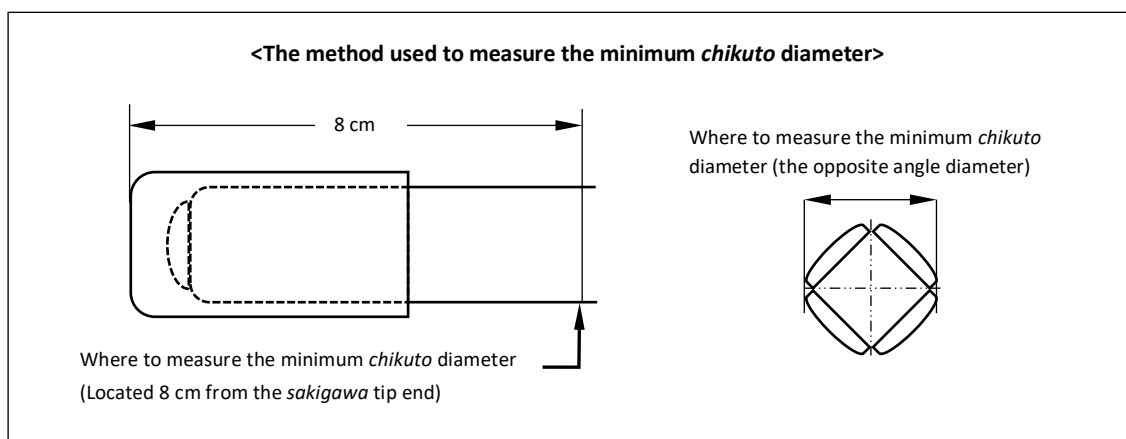 <The method used to measure the minimum chikuto diameter>
8 cm
Where to measure the minimum chikuto
diameter (the opposite angle diameter)
Where to measure the minimum chikuto diameter
(Located 8 cm from the sakigawa tip end)